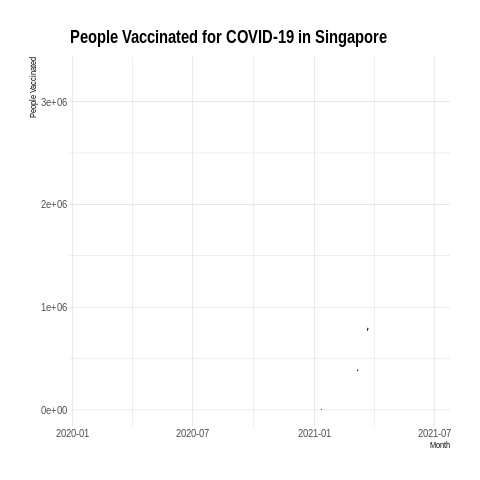 People Vaccinated for COVID-19 in Singapore
People Vaccinated
3e+06
2e+06
1e+06
0e+00
2020-01
2020-07
2021-01
2021-07
Month